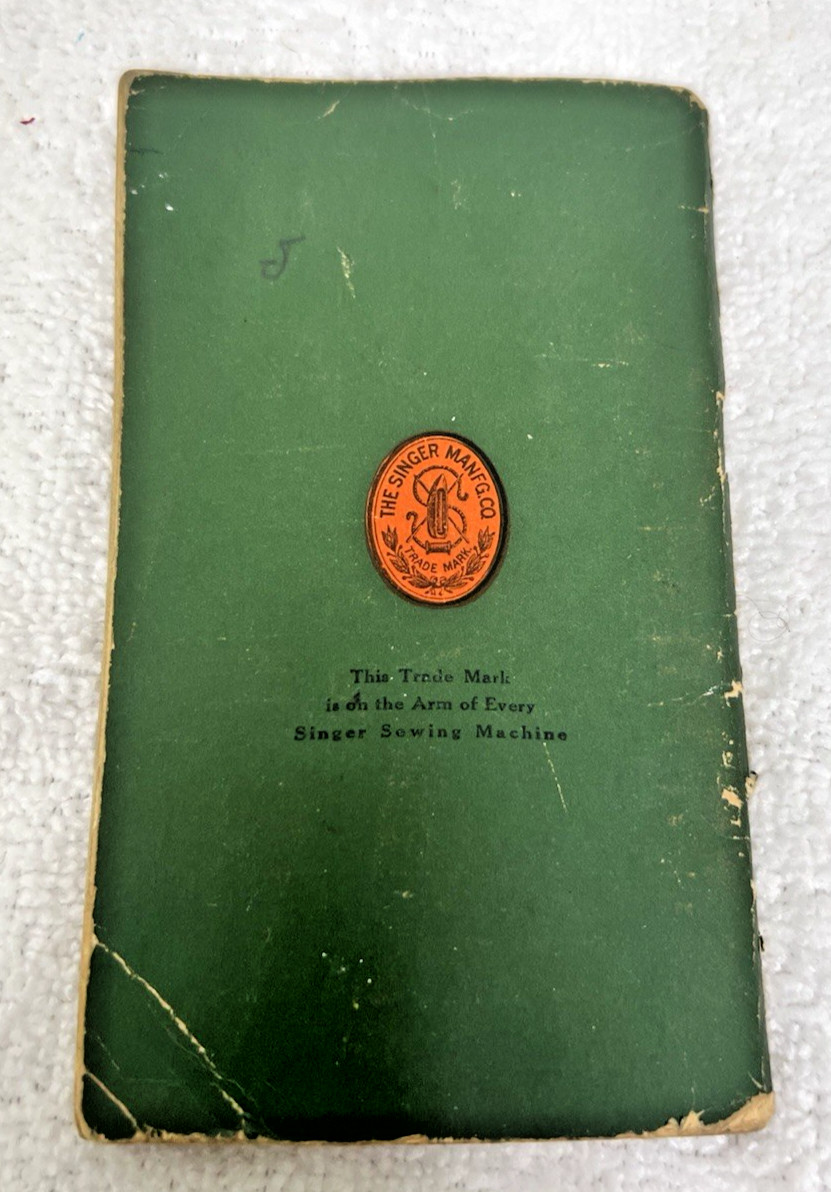 J
THE SINGER MANFG. CO.
TRADE MARK
This Trade Mark
is on the Arm of Every
Singer Sewing Machine